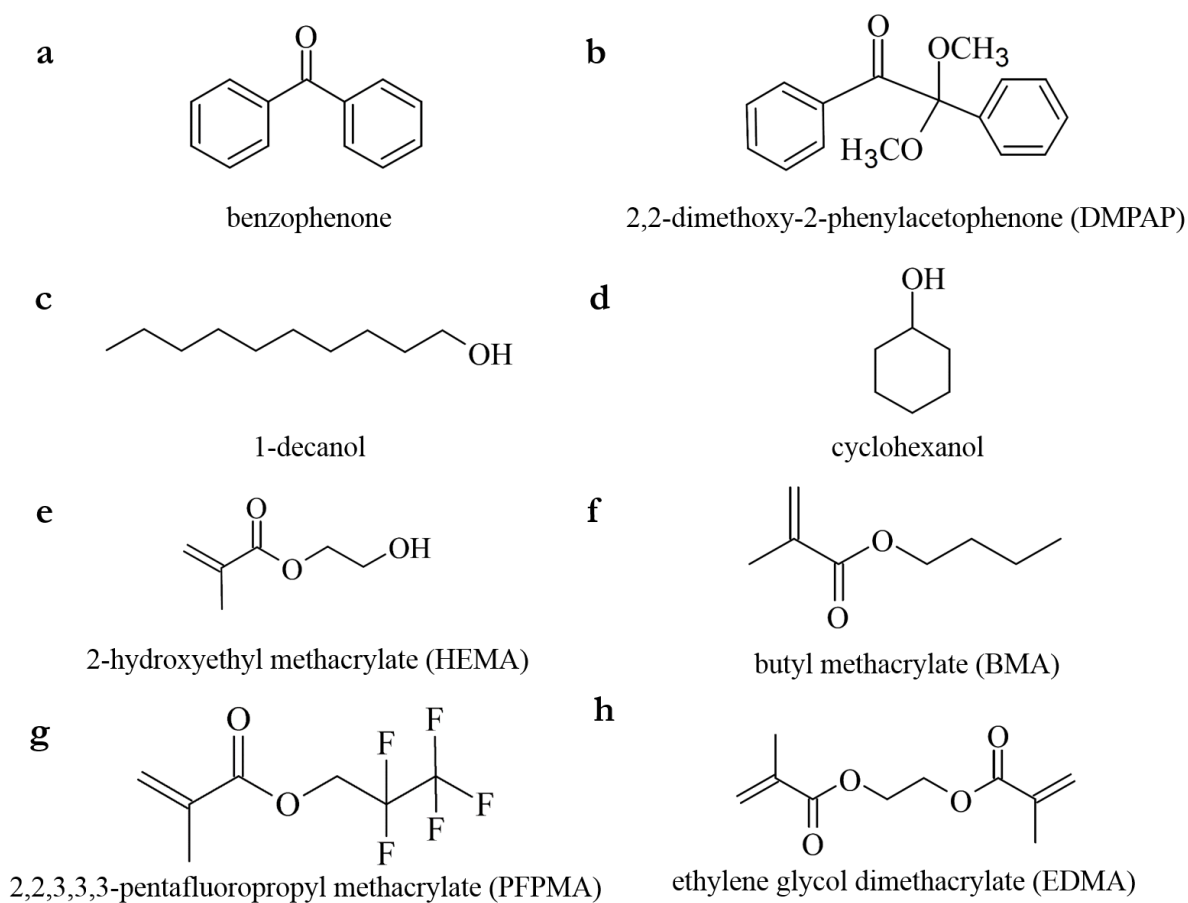 a
O
benzophenone
b
O
OCH3
H3CO
2,2-dimethoxy-2-phenylacetophenone (DMPAP)
c
OH
1-decanol
d
OH
cyclohexanol
e
O
O
OH
2-hydroxyethyl methacrylate (HEMA)
f
O
O
butyl methacrylate (BMA)
g
O
O
F
F
F
F
F
2,2,3,3,3-pentafluoropropyl methacrylate (PFPMA)
h
O
O
O
O
ethylene glycol dimethacrylate (EDMA)